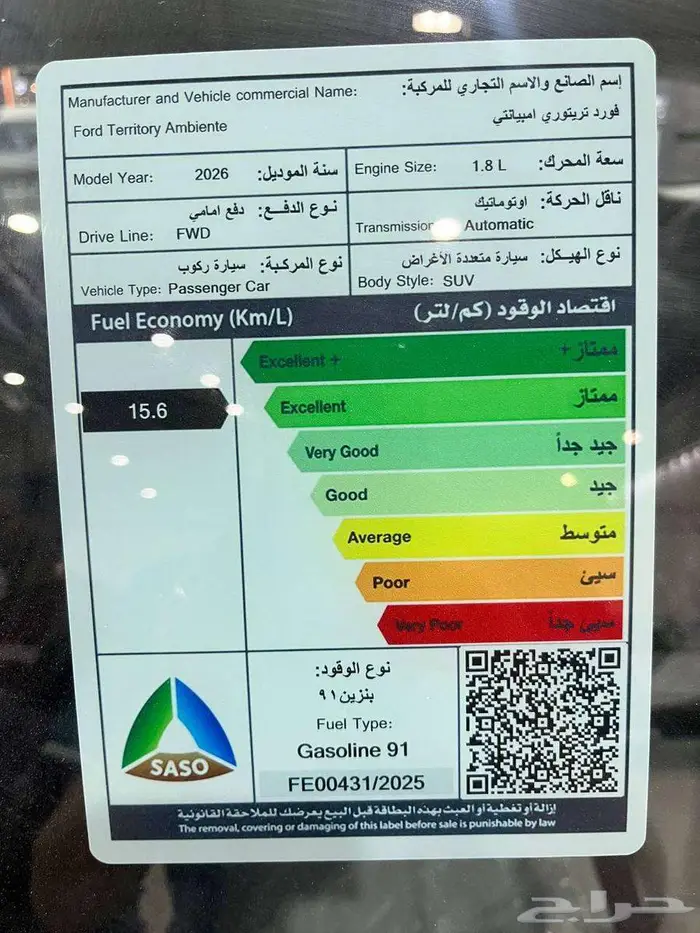 إسم الصانع والاسم التجاري للمركبة:
Manufacturer and Vehicle commercial Name:
فورد تريتوري امبيانتي
Ford Territory Ambiente
Model Year: 2026 سنة الموديل:
Engine Size: 1.8 L سعة المحرك:
نوع الدفع: دفع امامي
Drive Line: FWD
ناقل الحركة: اوتوماتيك
Transmission Automatic
نوع المركبة: سيارة ركوب
Vehicle Type: Passenger Car
نوع الهيكل: سيارة متعددة الأغراض
Body Style: SUV
Fuel Economy (Km/L) اقتصاد الوقود (كم/لتر)
Excellent + ممتاز +
15.6
Excellent ممتاز
Very Good جيد جداً
Good جيد
Average متوسط
Poor سيئ
Very Poor سيئ جداً
نوع الوقود:
بنزين ٩١
Fuel Type:
Gasoline 91
FE00431/2025
SASO
إزالة أو تغطية أو العبث بهذه البطاقة قبل البيع يعرضك للملاحقة القانونية
The removal, covering or damaging of this label before sale is punishable by law
حراج